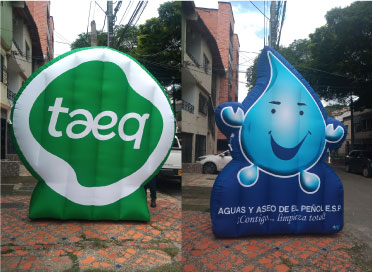 taeq
AGUAS Y ASEO DE EL PEÑOL E.S.P
¡Contigo... limpieza total!